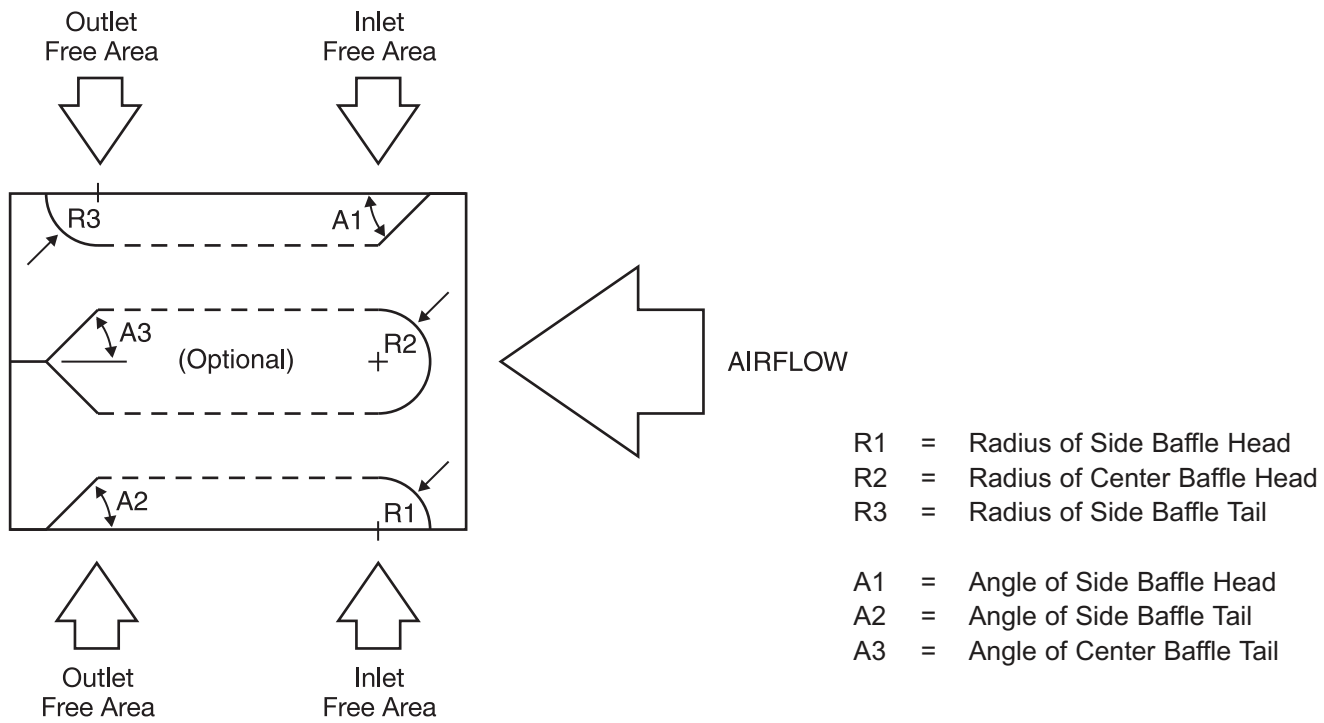 Outlet
Free Area
Inlet
Free Area
R3
A1
A3
(Optional)
R2
AIRFLOW
A2
R1
Outlet
Free Area
Inlet
Free Area
R1 = Radius of Side Baffle Head
R2 = Radius of Center Baffle Head
R3 = Radius of Side Baffle Tail
A1 = Angle of Side Baffle Head
A2 = Angle of Side Baffle Tail
A3 = Angle of Center Baffle Tail